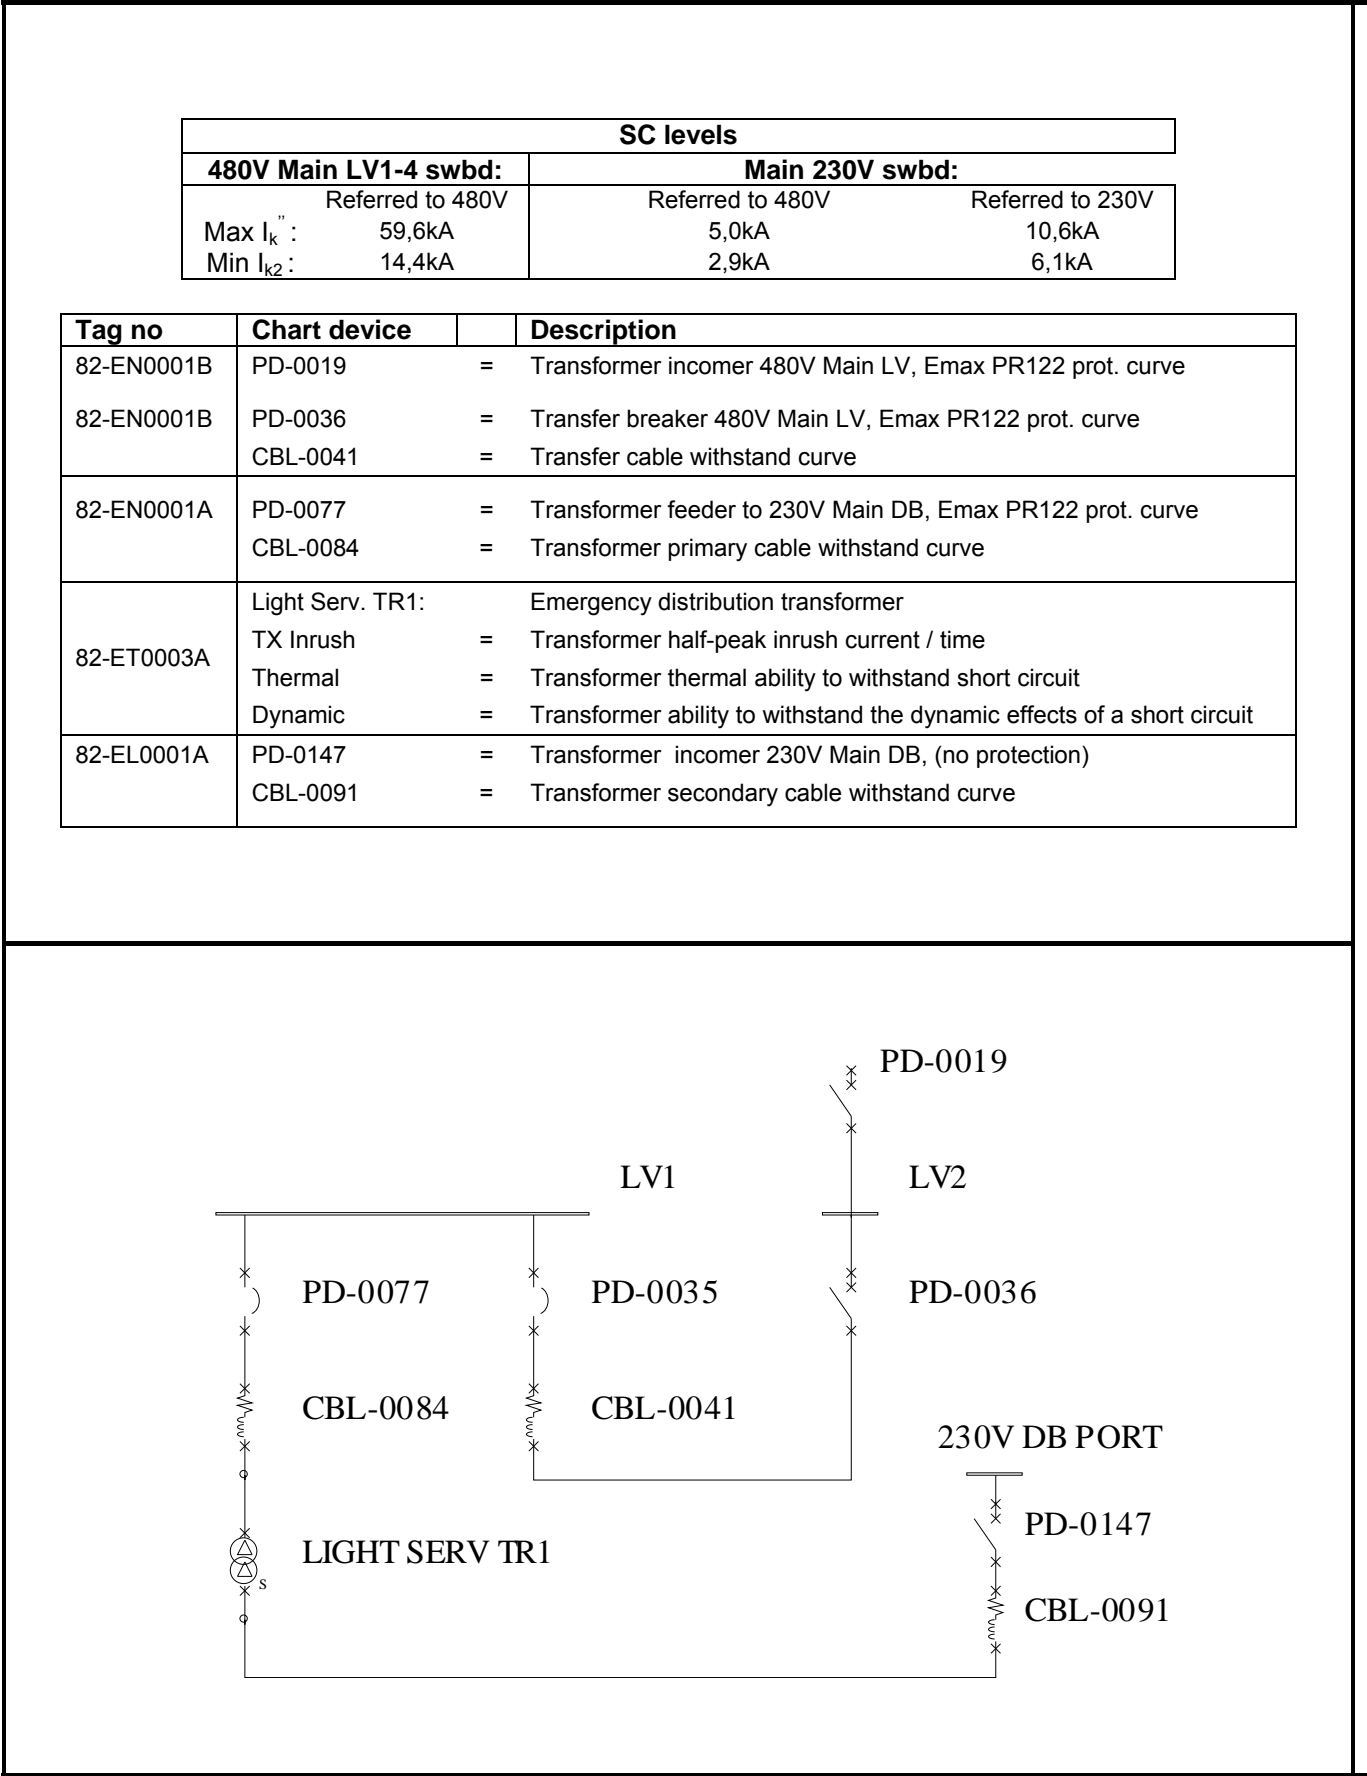 SC levels
480V Main LV1-4 swbd: Main 230V swbd:
Referred to 480V Referred to 480V Referred to 230V
Max Ik'' : 59,6kA 5,0kA 10,6kA
Min Ik2 : 14,4kA 2,9kA 6,1kA
Tag no Chart device Description
82-EN0001B PD-0019 = Transformer incomer 480V Main LV, Emax PR122 prot. curve
82-EN0001B PD-0036 = Transfer breaker 480V Main LV, Emax PR122 prot. curve
CBL-0041 = Transfer cable withstand curve
82-EN0001A PD-0077 = Transformer feeder to 230V Main DB, Emax PR122 prot. curve
CBL-0084 = Transformer primary cable withstand curve
Light Serv. TR1: Emergency distribution transformer
TX Inrush = Transformer half-peak inrush current / time
82-ET0003A
Thermal = Transformer thermal ability to withstand short circuit
Dynamic = Transformer ability to withstand the dynamic effects of a short circuit
82-EL0001A PD-0147 = Transformer incomer 230V Main DB, (no protection)
CBL-0091 = Transformer secondary cable withstand curve
PD-0019
LV1 LV2
PD-0077 PD-0035 PD-0036
CBL-0084 CBL-0041
230V DB PORT
PD-0147
LIGHT SERV TR1
S
CBL-0091